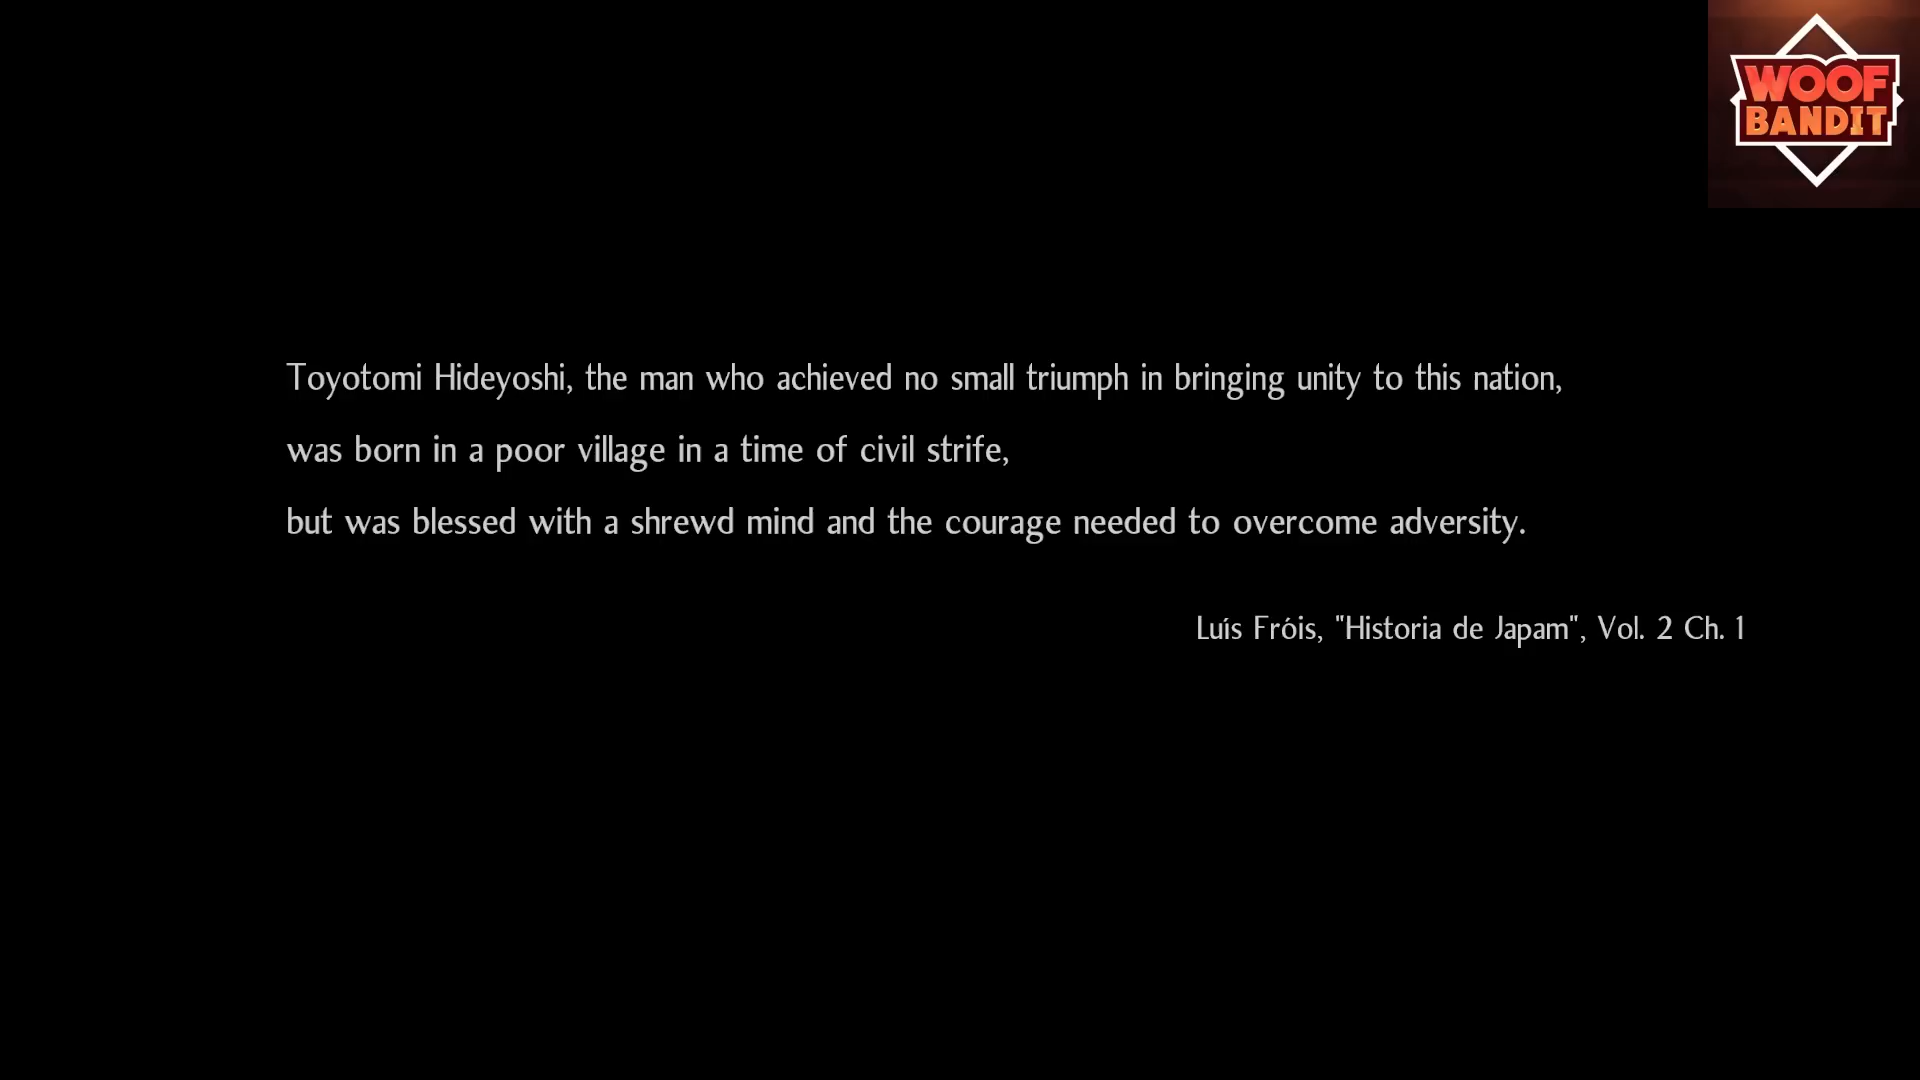 WOOF
BANDIT
Toyotomi Hideyoshi, the man who achieved no small triumph in bringing unity to this nation,
was born in a poor village in a time of civil strife,
but was blessed with a shrewd mind and the courage needed to overcome adversity.
Luís Fróis, "Historia de Japam", Vol. 2 Ch. 1